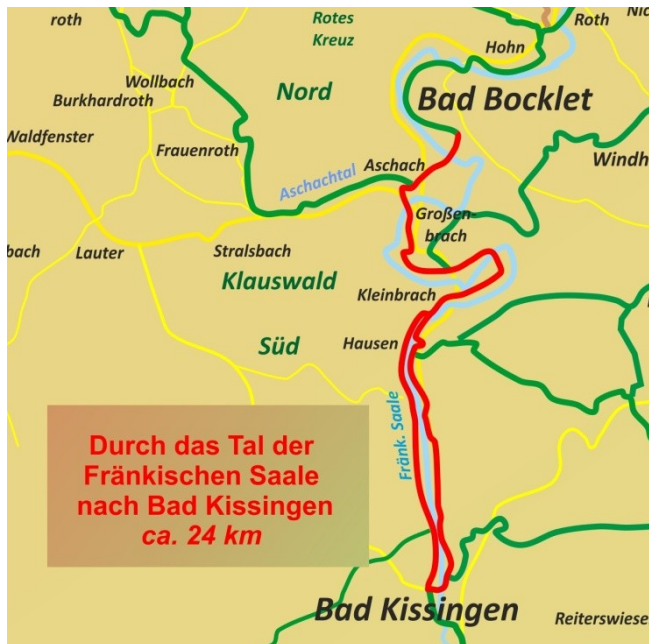 roth
Rotes
Kreuz
Roth
Hohn
Wollbach
Nord
Burkhardroth
Bad Bocklet
Waldfenster
Frauenroth
Aschach
Windh
Aschachtal
Großen-
brach
bach
Lauter
Stralsbach
Klauswald
Kleinbrach
Süd
Hausen
Fränk. Saale
Durch das Tal der
Fränkischen Saale
nach Bad Kissingen
ca. 24 km
Bad Kissingen
Reiterswiese